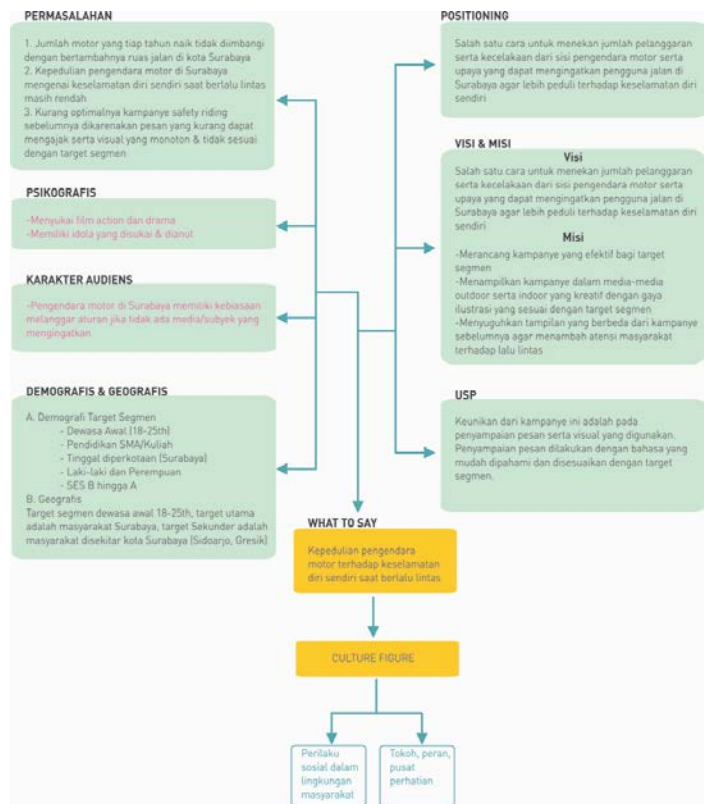 PERMASALAHAN
1. Jumlah motor yang tiap tahun naik tidak diimbangi
dengan bertambahnya ruas jalan di kota Surabaya
2. Kepedulian pengendara motor di Surabaya
mengenai keselamatan diri sendiri saat berlalu lintas
masih rendah
3. Kurang optimalnya kampanye safety riding
sebelumnya dikarenakan pesan yang kurang dapat
mengajak serta visual yang monoton & tidak sesuai
dengan target segmen
PSIKOGRAFIS
-Menyukai film action dan drama
-Memiliki idola yang disukai & dianut
KARAKTER AUDIENS
-Pengendara motor di Surabaya memiliki kebiasaan
melanggar aturan jika tidak ada media/subyek yang
mengingatkan
DEMOGRAFIS & GEOGRAFIS
A. Demografi Target Segmen
- Dewasa Awal (18-25th)
- Pendidikan SMA/Kuliah
- Tinggal diperkotaan (Surabaya)
- Laki-laki dan Perempuan
- SES B hingga A
B. Geografis
Target segmen dewasa awal 18-25th, target utama
adalah masyarakat Surabaya, target Sekunder adalah
masyarakat disekitar kota Surabaya (Sidoarjo, Gresik)
POSITIONING
Salah satu cara untuk menekan jumlah pelanggaran
serta kecelakaan dari sisi pengendara motor serta
upaya yang dapat mengingatkan pengguna jalan di
Surabaya agar lebih peduli terhadap keselamatan diri
sendiri
VISI & MISI
Visi
Salah satu cara untuk menekan jumlah pelanggaran
serta kecelakaan dari sisi pengendara motor serta
upaya yang dapat mengingatkan pengguna jalan di
Surabaya agar lebih peduli terhadap keselamatan diri
sendiri
Misi
-Merancang kampanye yang efektif bagi target
segmen
-Menampilkan kampanye dalam media-media
outdoor serta indoor yang kreatif dengan gaya
ilustrasi yang sesuai dengan target segmen
-Menyuguhkan tampilan yang berbeda dari kampanye
sebelumnya agar menambah atensi masyarakat
terhadap lalu lintas
USP
Keunikan dari kampanye ini adalah pada
penyampaian pesan serta visual yang digunakan.
Penyampaian pesan dilakukan dengan bahasa yang
mudah dipahami dan disesuaikan dengan target
segmen.
WHAT TO SAY
Kepedulian pengendara
motor terhadap keselamatan
diri sendiri saat berlalu lintas
CULTURE FIGURE
Perilaku
sosial dalam
lingkungan
masyarakat
Tokoh, peran,
pusat
perhatian